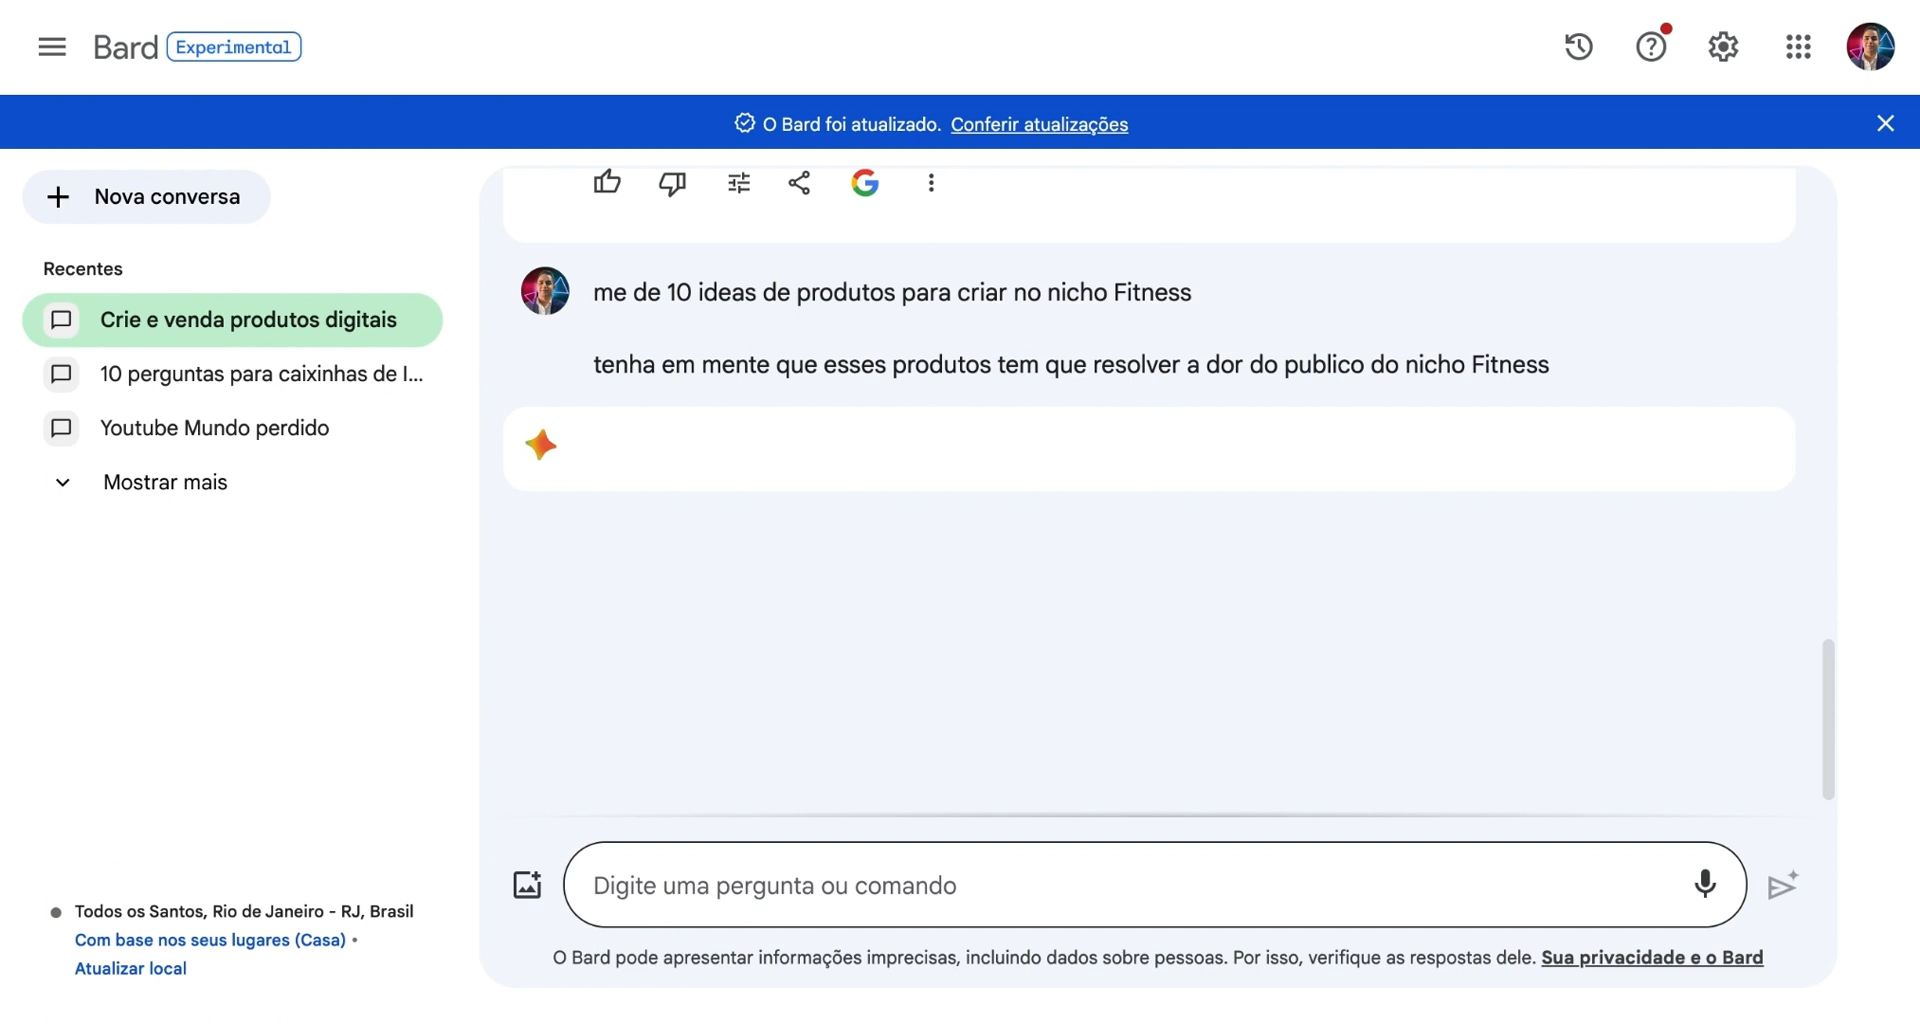 Bard Experimental
O Bard foi atualizado. Conferir atualizações
Nova conversa
Recentes
Crie e venda produtos digitais
10 perguntas para caixinhas de I...
Youtube Mundo perdido
Mostrar mais
me de 10 ideas de produtos para criar no nicho Fitness
tenha em mente que esses produtos tem que resolver a dor do publico do nicho Fitness
Digite uma pergunta ou comando
O Bard pode apresentar informações imprecisas, incluindo dados sobre pessoas. Por isso, verifique as respostas dele. Sua privacidade e o Bard
Todos os Santos, Rio de Janeiro - RJ, Brasil
Com base nos seus lugares (Casa) •
Atualizar local